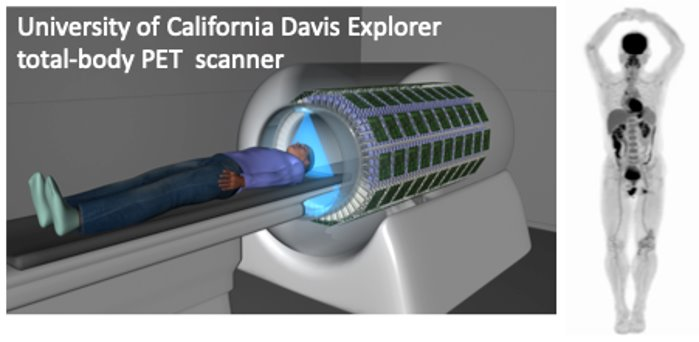 University of California Davis Explorer
total-body PET scanner